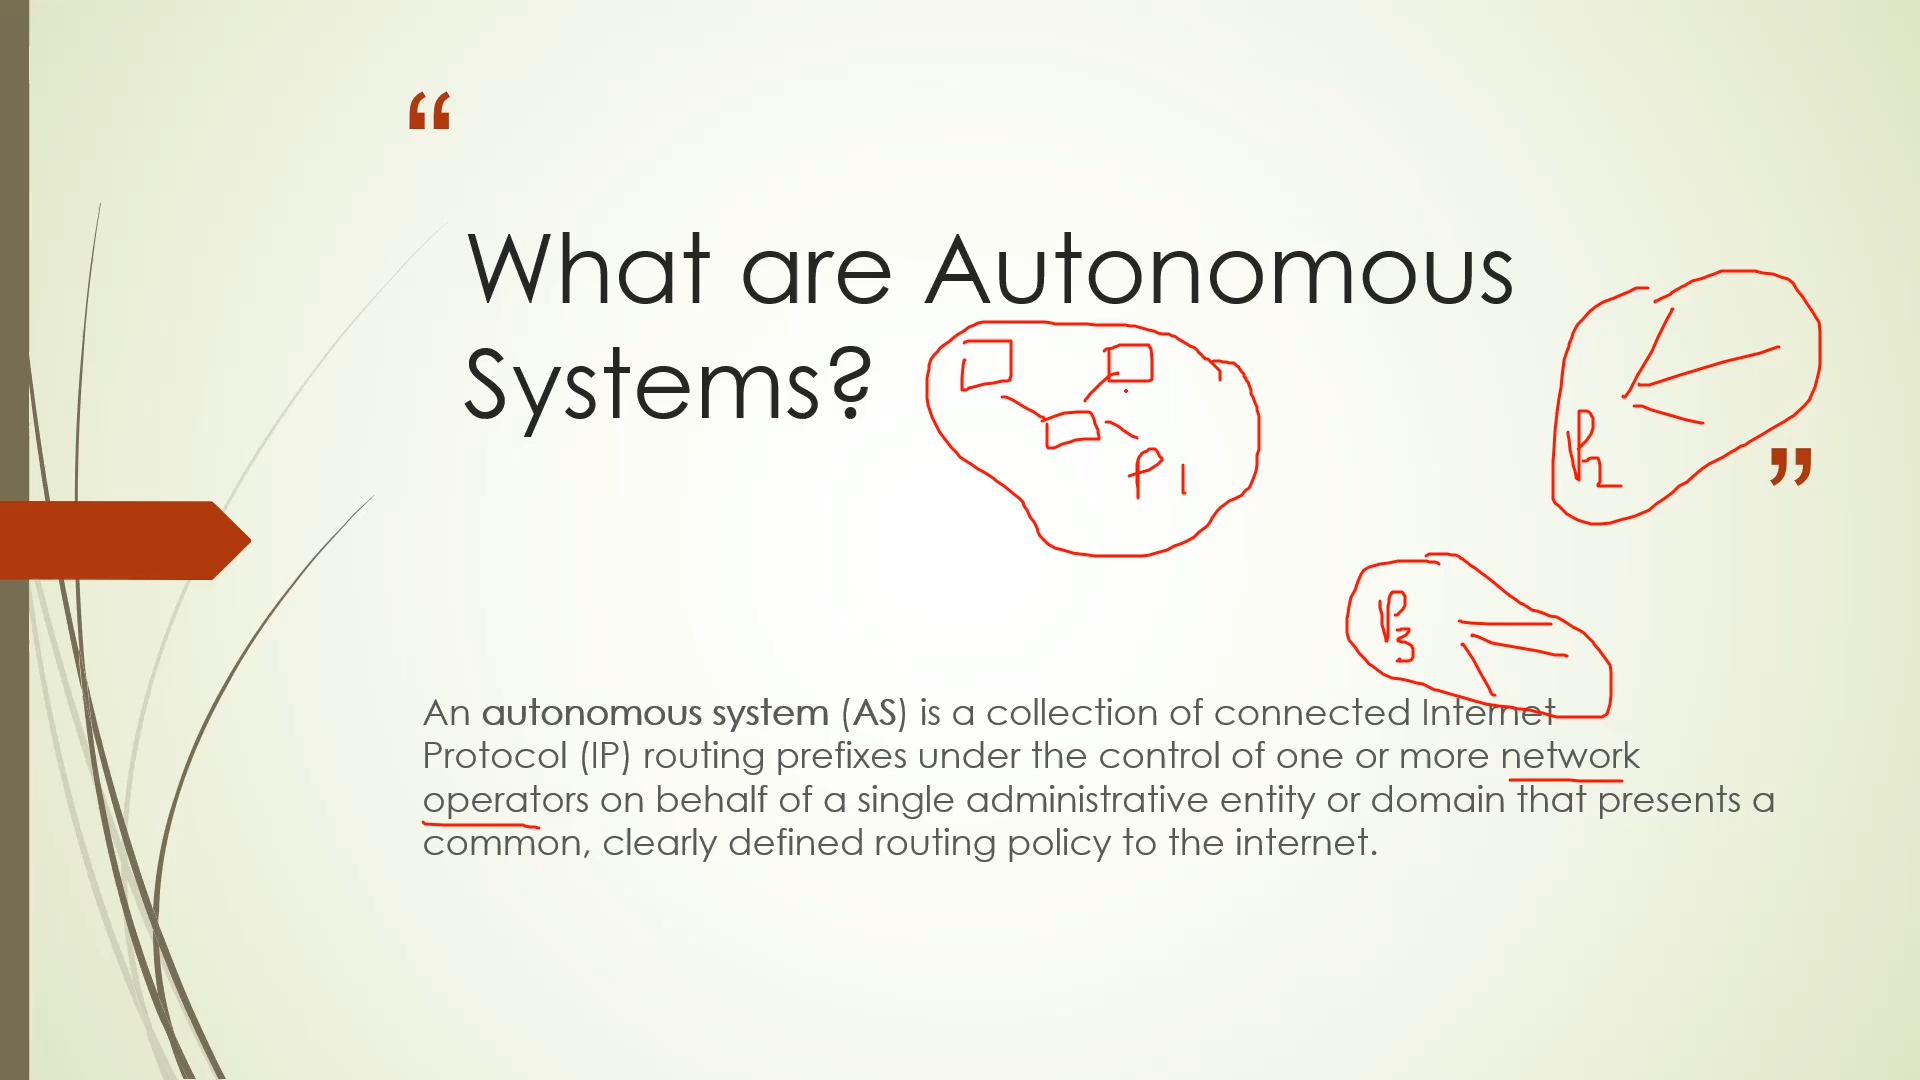 “
What are Autonomous
Systems?
”
P1
P2
P3
An autonomous system (AS) is a collection of connected Internet
Protocol (IP) routing prefixes under the control of one or more network
operators on behalf of a single administrative entity or domain that presents a
common, clearly defined routing policy to the internet.